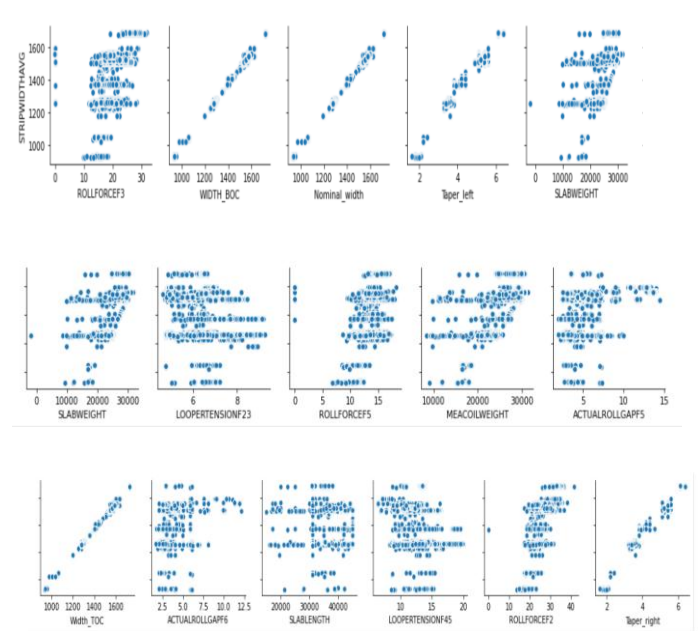 STRIPWIDTHAVG
1600
1400
1200
1000
0 10 20 30
ROLLFORCEF3
1000 1200 1400 1600
WIDTH_BOC
1000 1200 1400 1600
Nominal_width
2 4 6
Taper_left
0 10000 20000 30000
SLABWEIGHT
0 10000 20000 30000
SLABWEIGHT
6 8
LOOPERTENSIONF23
0 5 10 15
ROLLFORCEF5
10000 20000 30000
MEACOILWEIGHT
5 10 15
ACTUALROLLGAPF5
1000 1200 1400 1600
Width_TOC
2.5 5.0 7.5 10.0 12.5
ACTUALROLLGAPF6
20000 30000 40000
SLABLENGTH
10 15 20
LOOPERTENSIONF45
0 10 20 30 40
ROLLFORCEF2
2 4 6
Taper_right